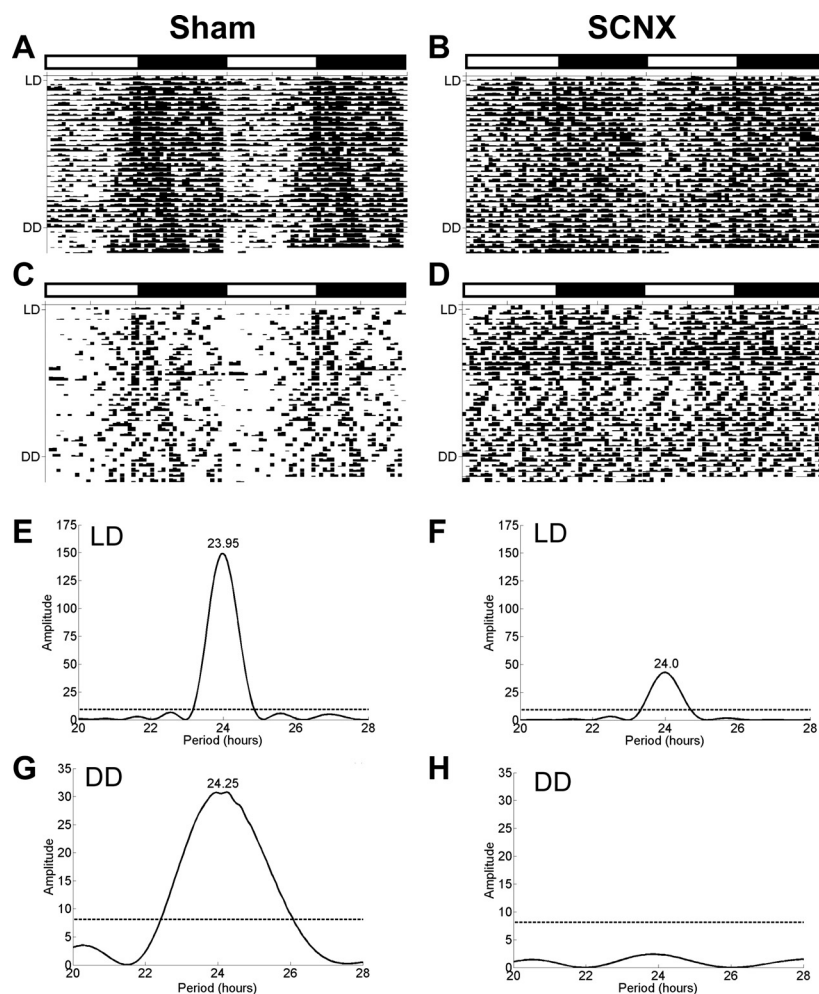 Sham SCNX
A B
LD LD
DD DD
C D
LD LD
DD DD
E LD
175
150
125
100
75
50
25
0
Amplitude
23.95
20 22 24 26 28
Period (hours)
F LD
175
150
125
100
75
50
25
0
Amplitude
24.0
20 22 24 26 28
Period (hours)
G DD
35
30
25
20
15
10
5
0
Amplitude
24.25
20 22 24 26 28
Period (hours)
H DD
35
30
25
20
15
10
5
0
Amplitude
20 22 24 26 28
Period (hours)